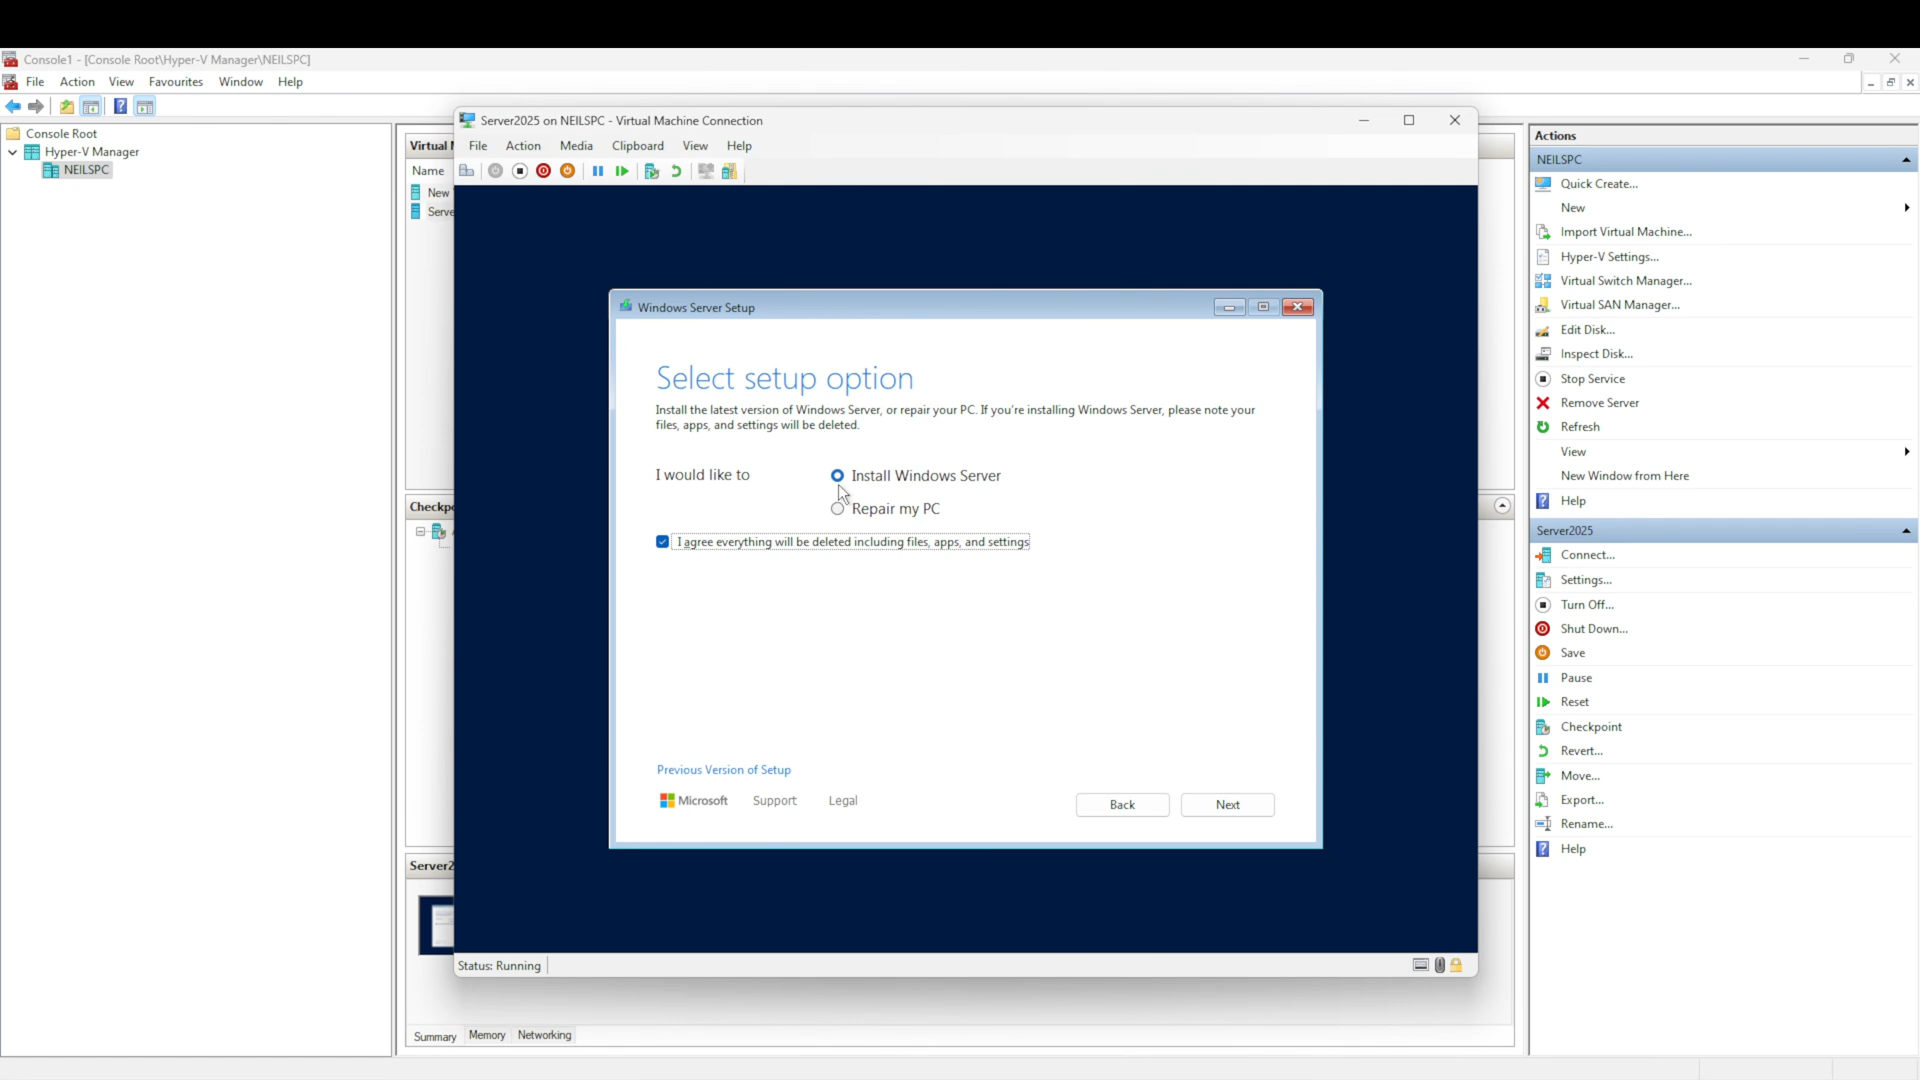 Console1 - [Console Root\Hyper-V Manager\NEILSPC]
File Action View Favourites Window Help
Console Root
Hyper-V Manager
NEILSPC
Virtual
Name
New
Checkp
Server2
Summary Memory Networking
Server2025 on NEILSPC - Virtual Machine Connection
File Action Media Clipboard View Help
Windows Server Setup
Select setup option
Install the latest version of Windows Server, or repair your PC. If you're installing Windows Server, please note your
files, apps, and settings will be deleted.
I would like to
Install Windows Server
Repair my PC
I agree everything will be deleted including files, apps, and settings
Previous Version of Setup
Microsoft Support Legal
Back Next
Status: Running
Actions
NEILSPC
Quick Create...
New
Import Virtual Machine...
Hyper-V Settings...
Virtual Switch Manager...
Virtual SAN Manager...
Edit Disk...
Inspect Disk...
Stop Service
Remove Server
Refresh
View
New Window from Here
Help
Server2025
Connect...
Settings...
Turn Off...
Shut Down...
Save
Pause
Reset
Checkpoint
Revert...
Move...
Export...
Rename...
Help